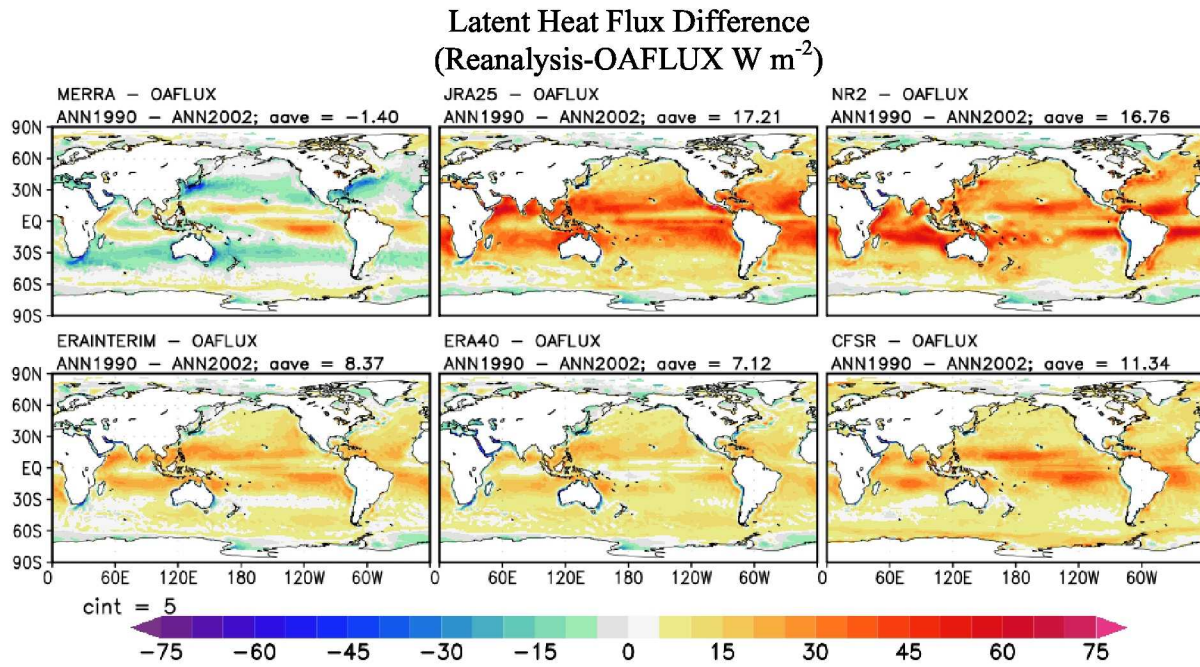 Latent Heat Flux Difference
(Reanalysis-OAFLUX W m⁻²)
MERRA – OAFLUX
ANN1990 – ANN2002; aave = –1.40
JRA25 – OAFLUX
ANN1990 – ANN2002; aave = 17.21
NR2 – OAFLUX
ANN1990 – ANN2002; aave = 16.76
90N
60N
30N
EQ
30S
60S
90S
ERAINTERIM – OAFLUX
ANN1990 – ANN2002; aave = 8.37
ERA40 – OAFLUX
ANN1990 – ANN2002; aave = 7.12
CFSR – OAFLUX
ANN1990 – ANN2002; aave = 11.34
90N
60N
30N
EQ
30S
60S
90S
0 60E 120E 180 120W 60W
0 60E 120E 180 120W 60W
0 60E 120E 180 120W 60W
cint = 5
–75 –60 –45 –30 –15 0 15 30 45 60 75